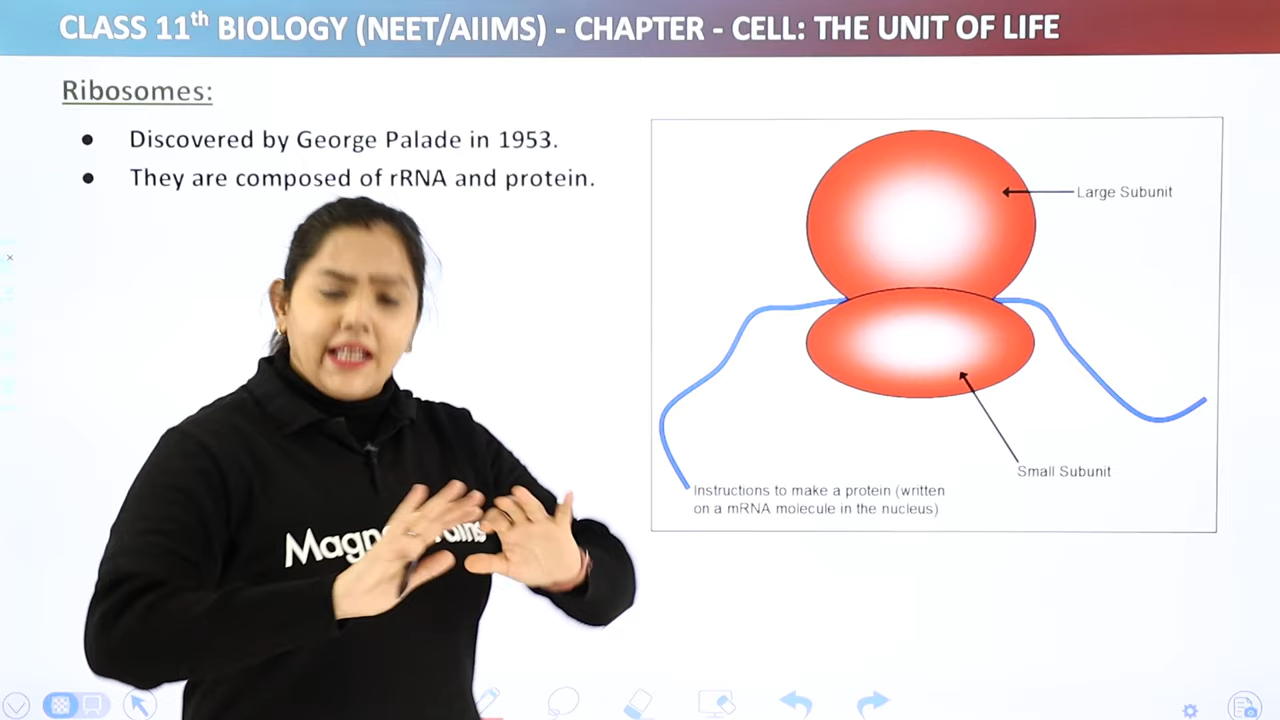 CLASS 11th BIOLOGY (NEET/AIIMS) - CHAPTER - CELL: THE UNIT OF LIFE
Ribosomes:
● Discovered by George Palade in 1953.
● They are composed of rRNA and protein.
Large Subunit
Small Subunit
Instructions to make a protein (written
on a mRNA molecule in the nucleus)